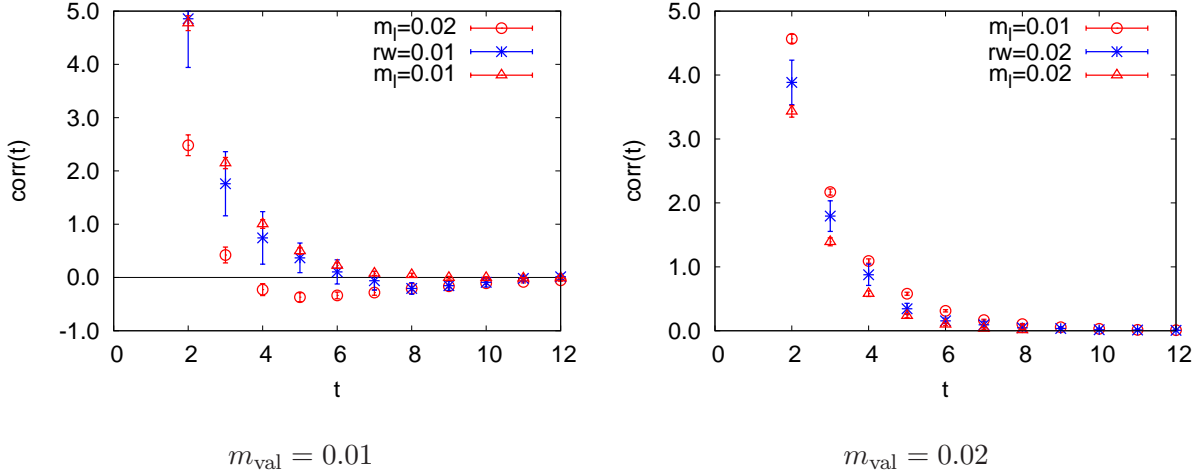 5.0
4.0
3.0
2.0
1.0
0.0
-1.0
corr(t)
0 2 4 6 8 10 12
t
m_l=0.02
rw=0.01
m_l=0.01
m_val = 0.01
5.0
4.0
3.0
2.0
1.0
0.0
corr(t)
0 2 4 6 8 10 12
t
m_l=0.01
rw=0.02
m_l=0.02
m_val = 0.02